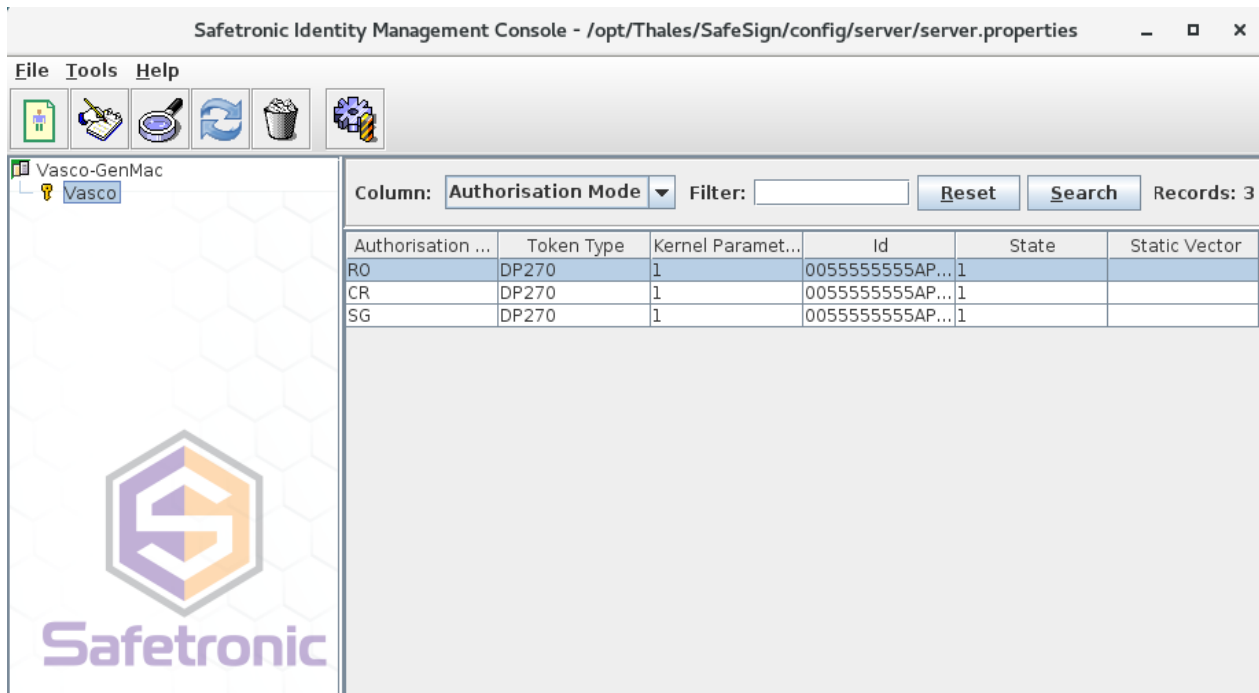 Safetronic Identity Management Console - /opt/Thales/SafeSign/config/server/server.properties
File Tools Help
Vasco-GenMac
Vasco
Column: Authorisation Mode Filter: Reset Search Records: 3
Authorisation ... Token Type Kernel Paramet... Id State Static Vector
RO DP270 1 0055555555AP... 1
CR DP270 1 0055555555AP... 1
SG DP270 1 0055555555AP... 1
Safetronic